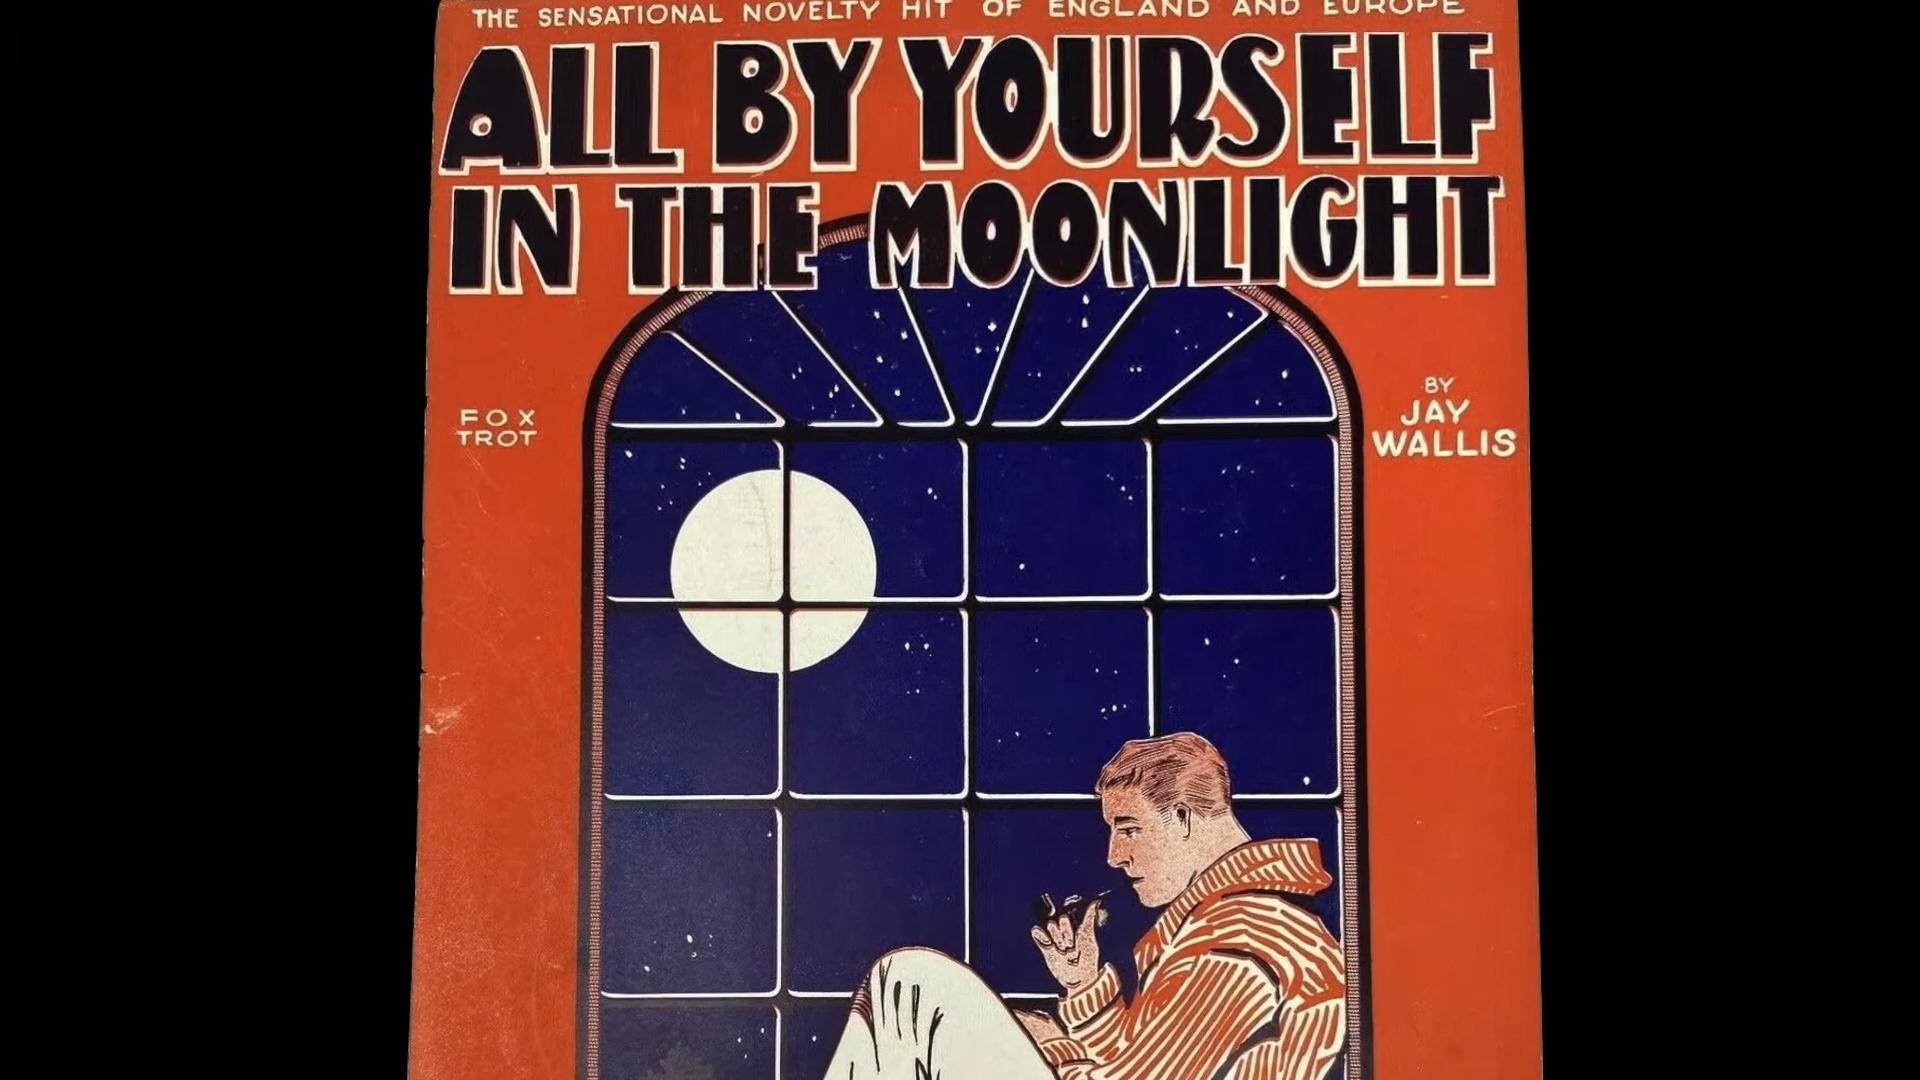 THE SENSATIONAL NOVELTY HIT OF ENGLAND AND EUROPE
ALL BY YOURSELF
IN THE MOONLIGHT
FOX
TROT
BY
JAY
WALLIS